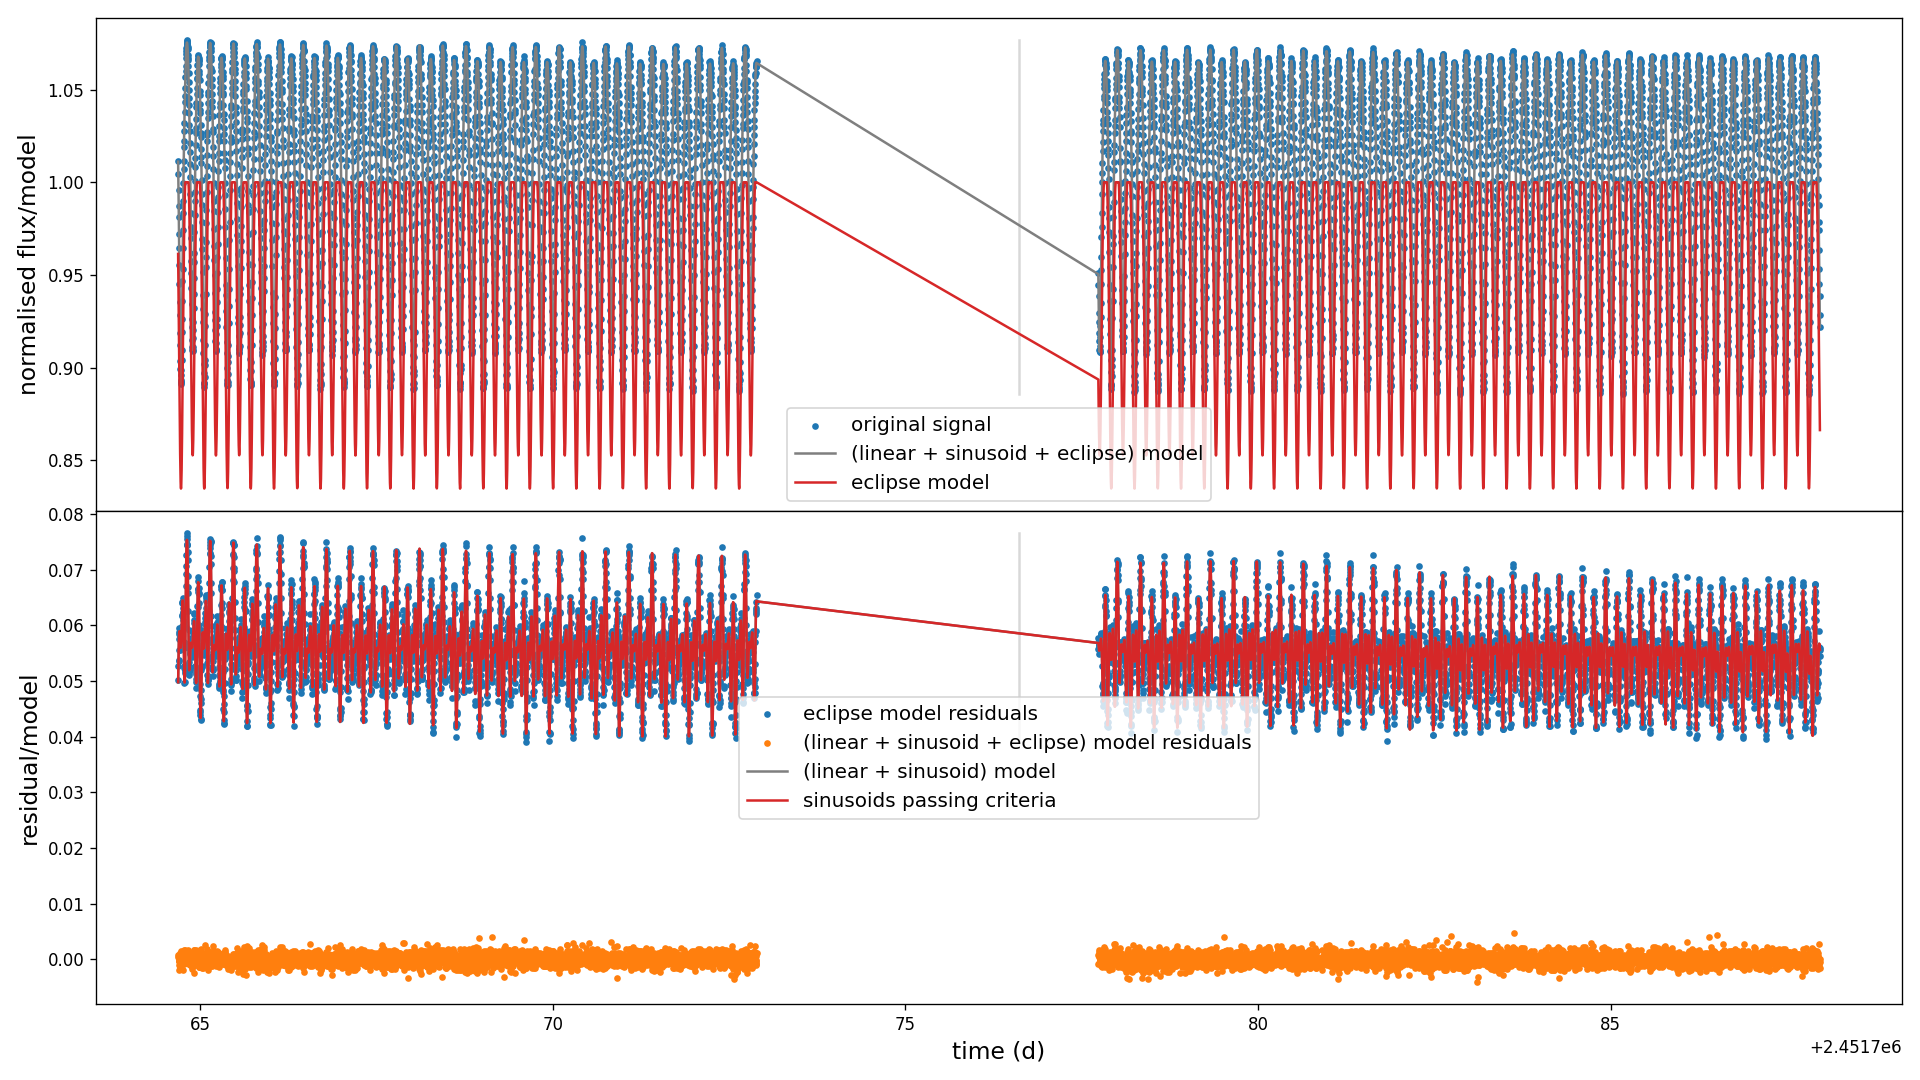 normalised flux/model
1.05
1.00
0.95
0.90
0.85
original signal
(linear + sinusoid + eclipse) model
eclipse model
residual/model
0.08
0.07
0.06
0.05
0.04
0.03
0.02
0.01
0.00
eclipse model residuals
(linear + sinusoid + eclipse) model residuals
(linear + sinusoid) model
sinusoids passing criteria
65
70
75
80
85
time (d)
+2.4517e6